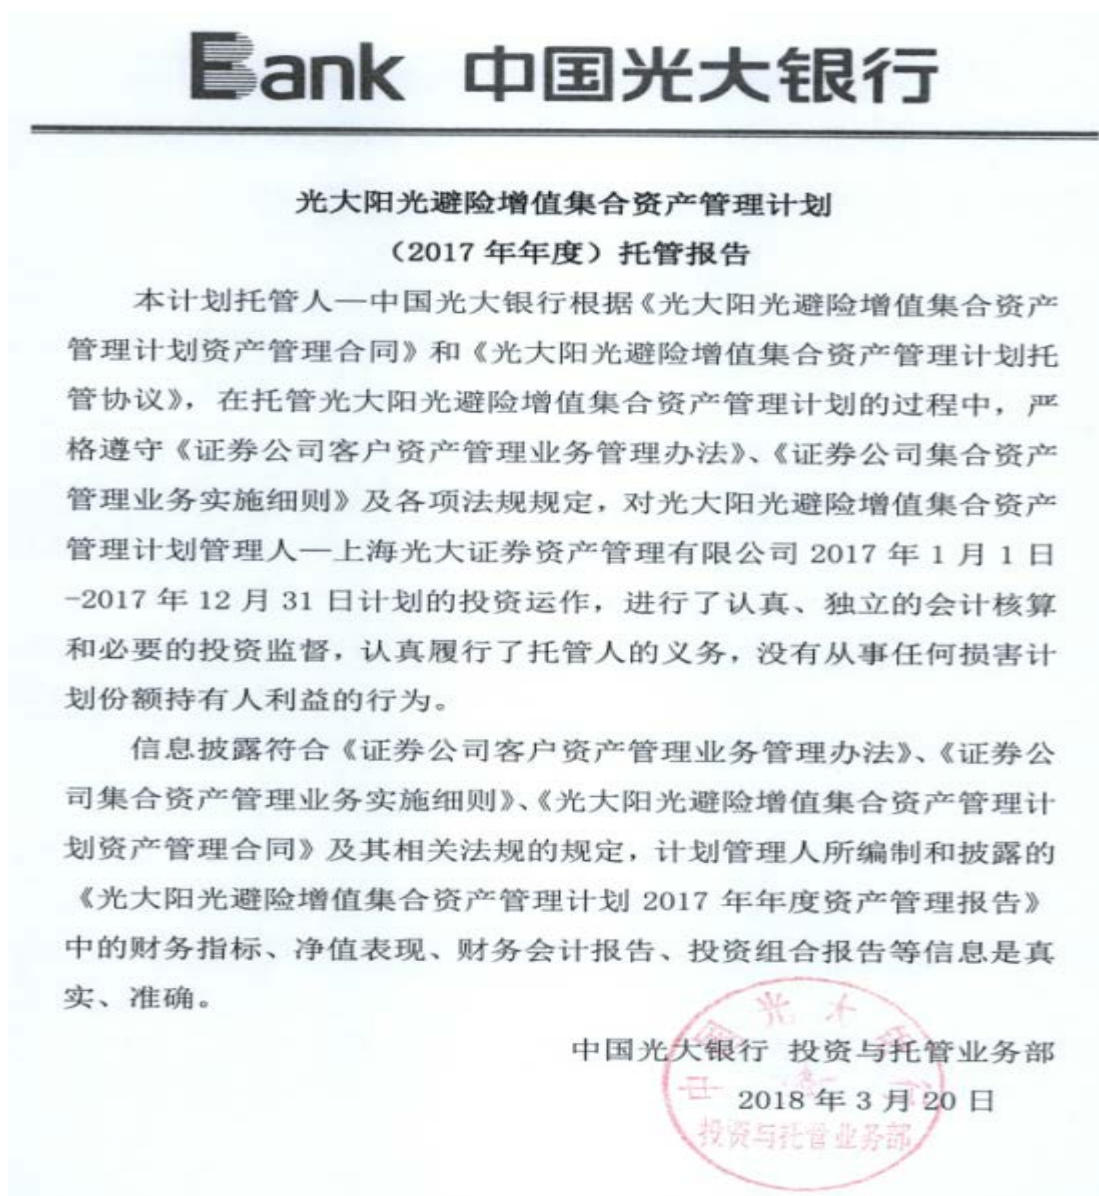 Bank 中国光大银行
光大阳光避险增值集合资产管理计划
（2017 年年度）托管报告
本计划托管人—中国光大银行根据《光大阳光避险增值集合资产
管理计划资产管理合同》和《光大阳光避险增值集合资产管理计划托
管协议》，在托管光大阳光避险增值集合资产管理计划的过程中，严
格遵守《证券公司客户资产管理业务管理办法》、《证券公司集合资产
管理业务实施细则》及各项法规规定，对光大阳光避险增值集合资产
管理计划管理人—上海光大证券资产管理有限公司 2017 年 1 月 1 日
-2017 年 12 月 31 日计划的投资运作，进行了认真、独立的会计核算
和必要的投资监督，认真履行了托管人的义务，没有从事任何损害计
划份额持有人利益的行为。
信息披露符合《证券公司客户资产管理业务管理办法》、《证券公
司集合资产管理业务实施细则》、《光大阳光避险增值集合资产管理计
划资产管理合同》及其相关法规的规定，计划管理人所编制和披露的
《光大阳光避险增值集合资产管理计划 2017 年年度资产管理报告》
中的财务指标、净值表现、财务会计报告、投资组合报告等信息是真
实、准确。
中国光大银行 投资与托管业务部
2018 年 3 月 20 日
中国光大银行
投资与托管业务部